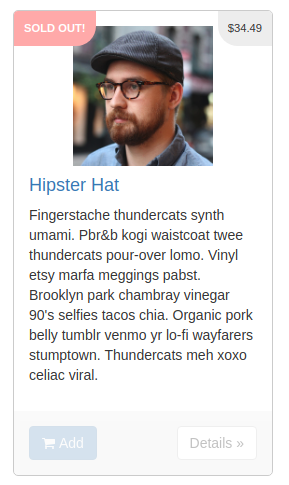 SOLD OUT!
$34.49
Hipster Hat
Fingerstache thundercats synth
umami. Pbr&b kogi waistcoat twee
thundercats pour-over lomo. Vinyl
etsy marfa meggings pabst.
Brooklyn park chambray vinegar
90's selfies tacos chia. Organic pork
belly tumblr venmo yr lo-fi wayfarers
stumptown. Thundercats meh xoxo
celiac viral.
Add
Details »